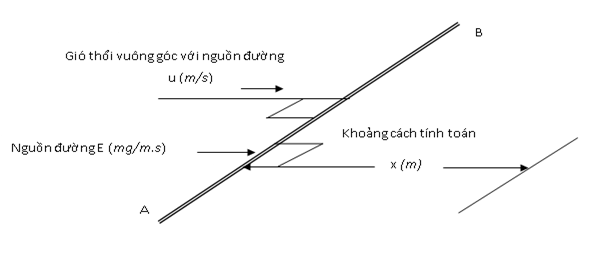 B
Gió thổi vuông góc với nguồn đường
u (m/s)
Khoảng cách tính toán
Nguồn đường E (mg/m.s)
x (m)
A